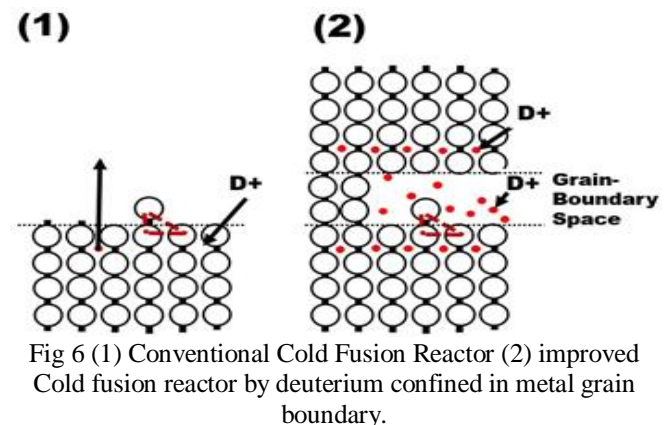 (1)
(2)
D+
D+
D+
Grain-
Boundary
Space
Fig 6 (1) Conventional Cold Fusion Reactor (2) improved
Cold fusion reactor by deuterium confined in metal grain
boundary.